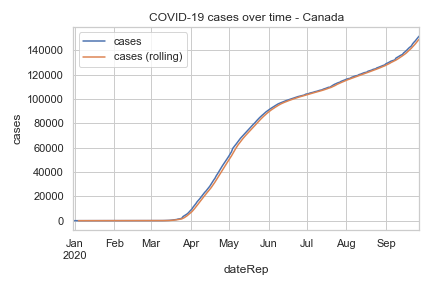 COVID-19 cases over time - Canada
cases
cases (rolling)
140000
120000
100000
80000
60000
40000
20000
0
cases
Jan Feb Mar Apr May Jun Jul Aug Sep
2020
dateRep